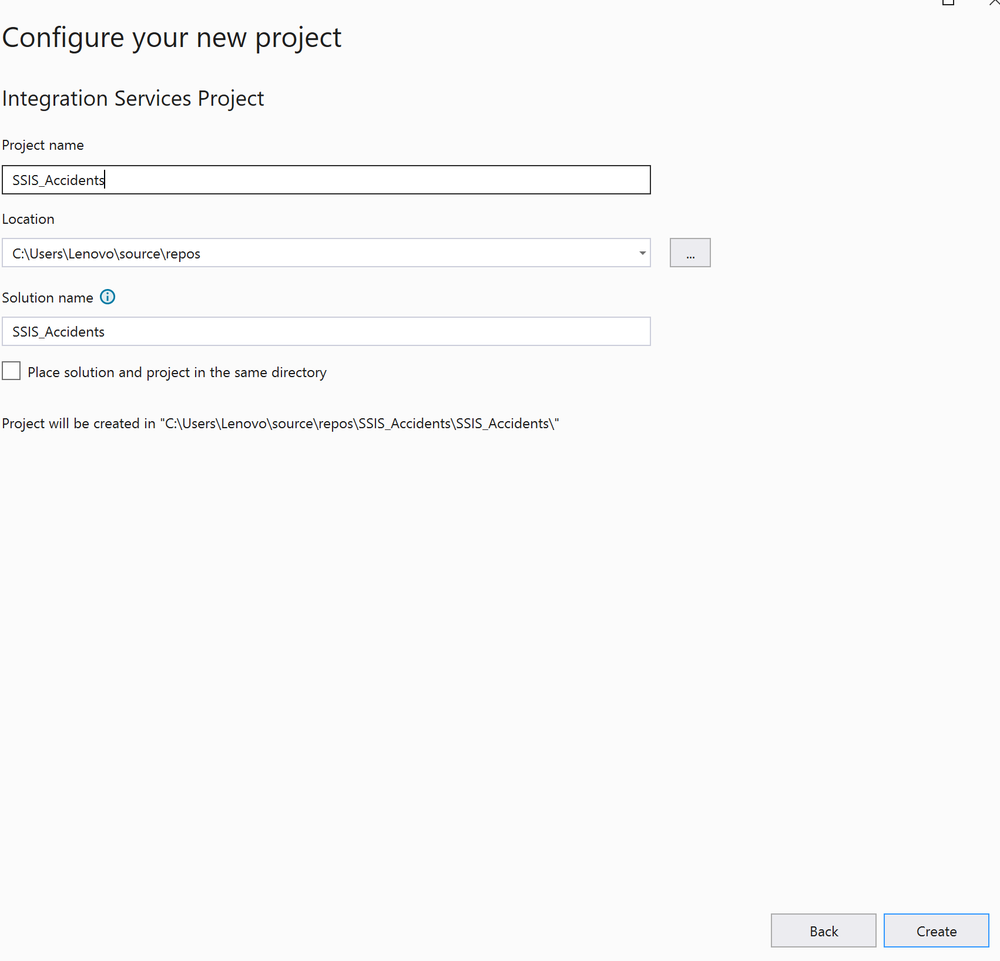 Configure your new project
Integration Services Project
Project name
SSIS_Accidents
Location
C:\Users\Lenovo\source\repos
...
Solution name
SSIS_Accidents
Place solution and project in the same directory
Project will be created in "C:\Users\Lenovo\source\repos\SSIS_Accidents\SSIS_Accidents\"
Back
Create